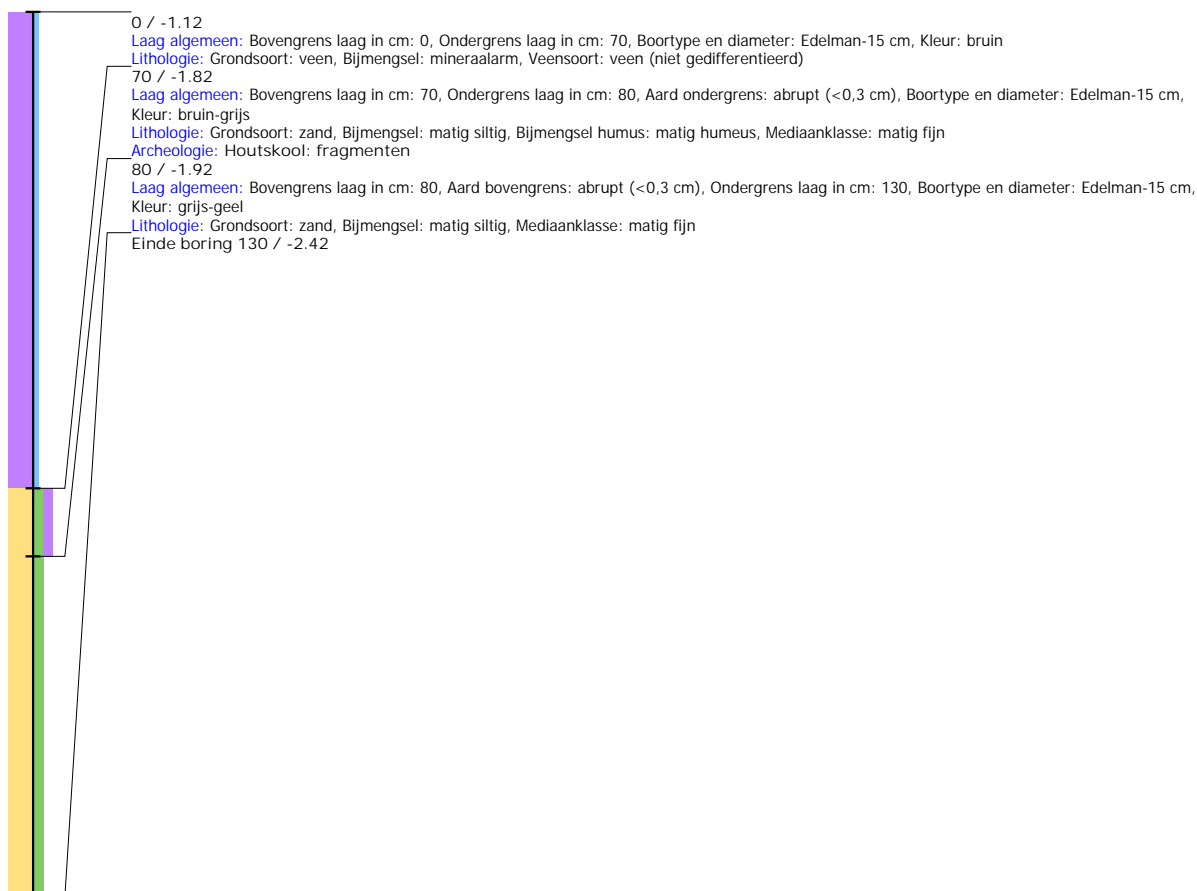 0 / -1.12
Laag algemeen: Bovengrens laag in cm: 0, Ondergrens laag in cm: 70, Boortype en diameter: Edelman-15 cm, Kleur: bruin
Lithologie: Grondsoort: veen, Bijmengsel: mineraalarm, Veensoort: veen (niet gedifferentieerd)
70 / -1.82
Laag algemeen: Bovengrens laag in cm: 70, Ondergrens laag in cm: 80, Aard ondergrens: abrupt (<0,3 cm), Boortype en diameter: Edelman-15 cm,
Kleur: bruin-grijs
Lithologie: Grondsoort: zand, Bijmengsel: matig siltig, Bijmengsel humus: matig humeus, Mediaanklasse: matig fijn
Archeologie: Houtskool: fragmenten
80 / -1.92
Laag algemeen: Bovengrens laag in cm: 80, Aard bovengrens: abrupt (<0,3 cm), Ondergrens laag in cm: 130, Boortype en diameter: Edelman-15 cm,
Kleur: grijs-geel
Lithologie: Grondsoort: zand, Bijmengsel: matig siltig, Mediaanklasse: matig fijn
Einde boring 130 / -2.42